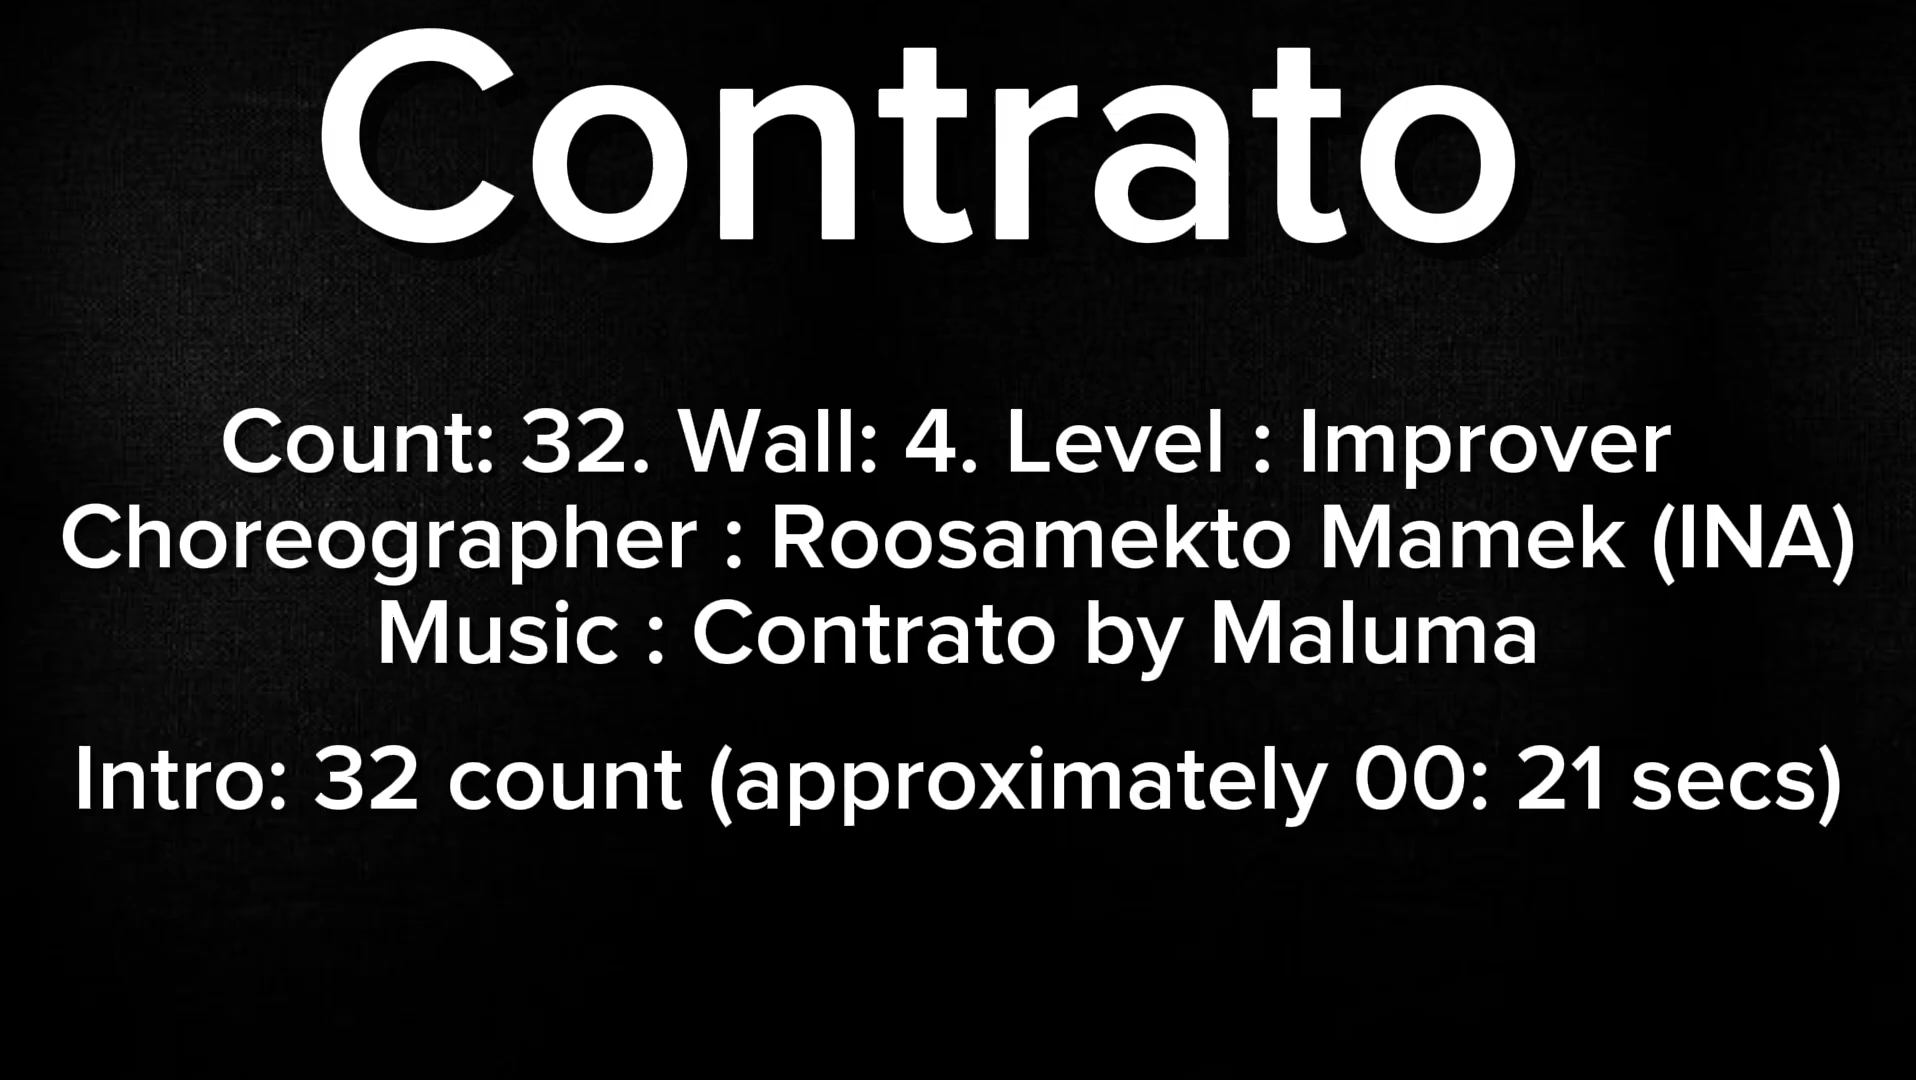 Contrato
Count: 32. Wall: 4. Level : Improver
Choreographer : Roosamekto Mamek (INA)
Music : Contrato by Maluma
Intro: 32 count (approximately 00: 21 secs)